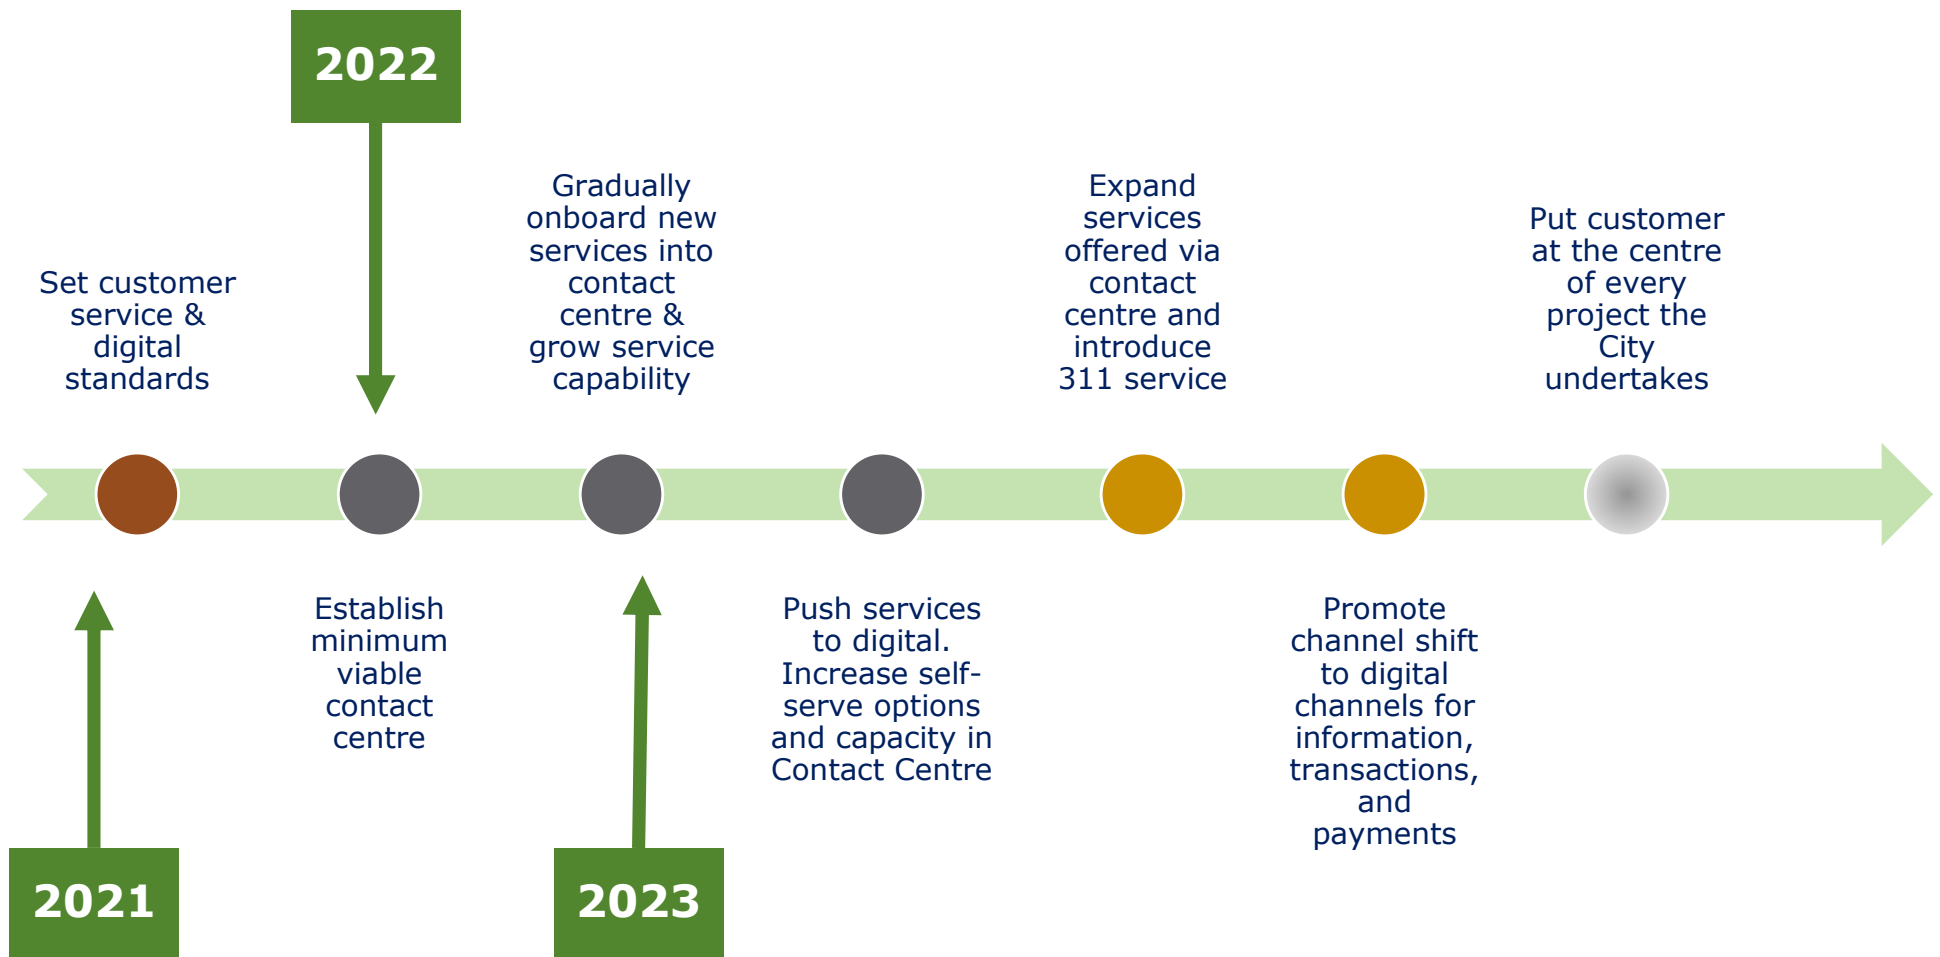 2022
Set customer
service &
digital
standards
Gradually
onboard new
services into
contact
centre &
grow service
capability
Expand
services
offered via
contact
centre and
introduce
311 service
Put customer
at the centre
of every
project the
City
undertakes
Establish
minimum
viable
contact
centre
Push services
to digital.
Increase self-
serve options
and capacity in
Contact Centre
Promote
channel shift
to digital
channels for
information,
transactions,
and
payments
2021
2023